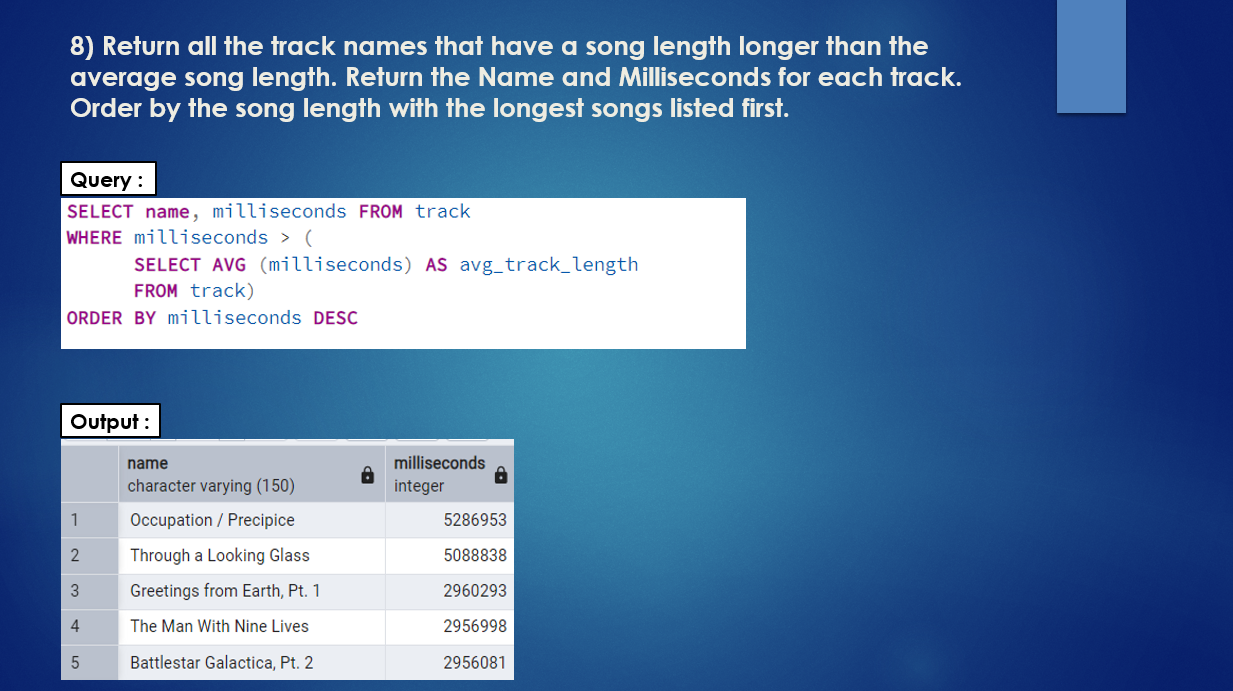 8) Return all the track names that have a song length longer than the
average song length. Return the Name and Milliseconds for each track.
Order by the song length with the longest songs listed first.
Query :
SELECT name, milliseconds FROM track
WHERE milliseconds > (
SELECT AVG (milliseconds) AS avg_track_length
FROM track)
ORDER BY milliseconds DESC
Output :
name milliseconds
character varying (150) integer
1 Occupation / Precipice 5286953
2 Through a Looking Glass 5088838
3 Greetings from Earth, Pt. 1 2960293
4 The Man With Nine Lives 2956998
5 Battlestar Galactica, Pt. 2 2956081